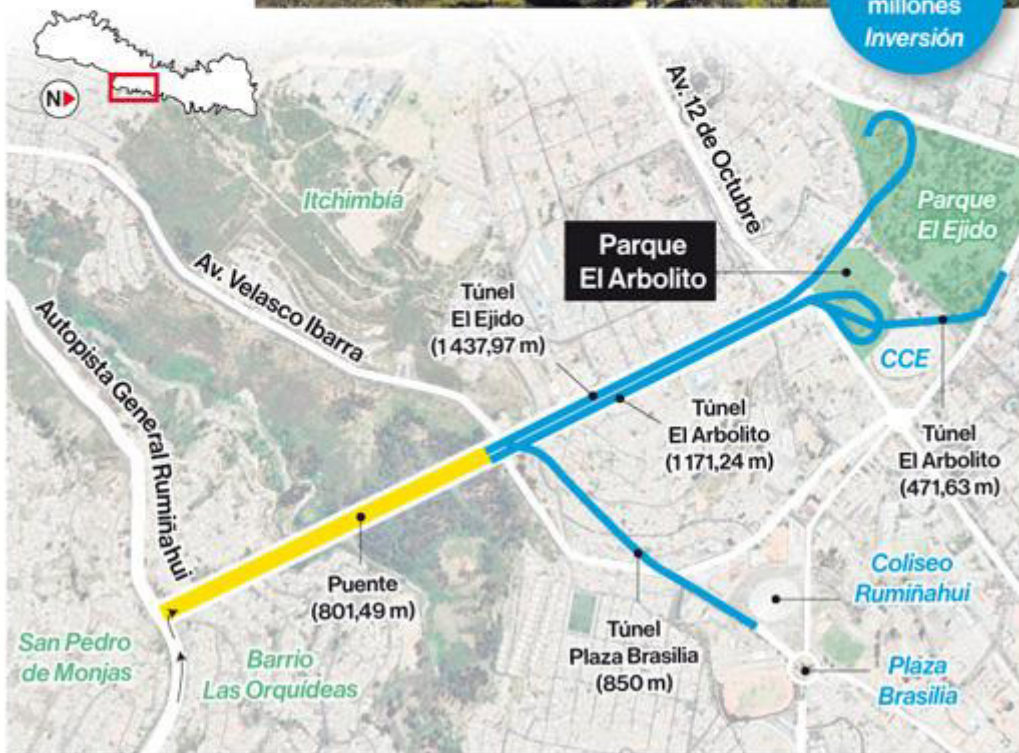 millones
Inversión
N
Av. 12 de Octubre
Itchimbía
Parque
El Ejido
Parque
El Arbolito
Av. Velasco Ibarra
Túnel
El Ejido
(1 437,97 m)
Autopista General Rumiñahui
CCE
Túnel
El Arbolito
(1 171,24 m)
Túnel
El Arbolito
(471,63 m)
Puente
(801,49 m)
Coliseo
Rumiñahui
Túnel
Plaza Brasilia
(850 m)
San Pedro
de Monjas
Barrio
Las Orquídeas
Plaza
Brasilia